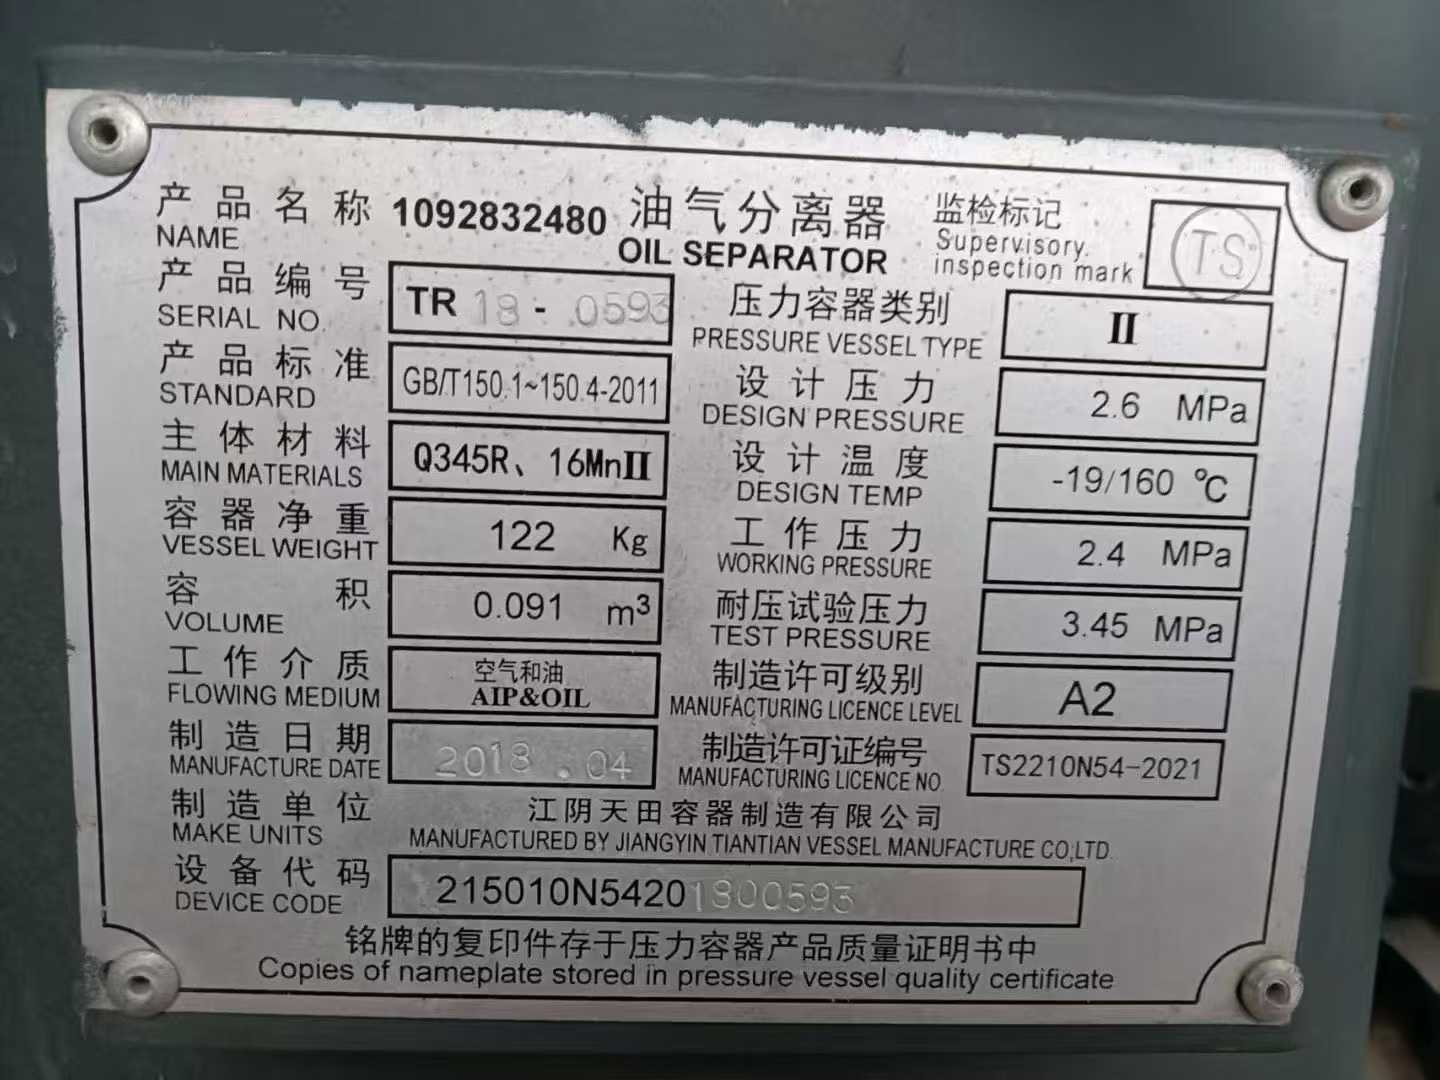 产品名称 1092832480 油气分离器 监检标记 TS
NAME OIL SEPARATOR Supervisory. inspection mark
产品编号 TR 18 - 0593 压力容器类别 II
SERIAL NO. PRESSURE VESSEL TYPE
产品标准 GB/T150.1~150.4-2011 设计压力 2.6 MPa
STANDARD DESIGN PRESSURE
主体材料 Q345R、16MnII 设计温度 -19/160 ℃
MAIN MATERIALS DESIGN TEMP
容器净重 122 Kg 工作压力 2.4 MPa
VESSEL WEIGHT WORKING PRESSURE
容积 0.091 m³ 耐压试验压力 3.45 MPa
VOLUME TEST PRESSURE
工作介质 空气和油 制造许可级别 A2
FLOWING MEDIUM AIP&OIL MANUFACTURING LICENCE LEVEL
制造日期 2018.04 制造许可证编号 TS2210N54-2021
MANUFACTURE DATE MANUFACTURING LICENCE NO
制造单位 江阴天田容器制造有限公司
MAKE UNITS MANUFACTURED BY JIANGYIN TIANTIAN VESSEL MANUFACTURE CO,LTD.
设备代码 215010N54201800593
DEVICE CODE
铭牌的复印件存于压力容器产品质量证明书中
Copies of nameplate stored in pressure vessel quality certificate